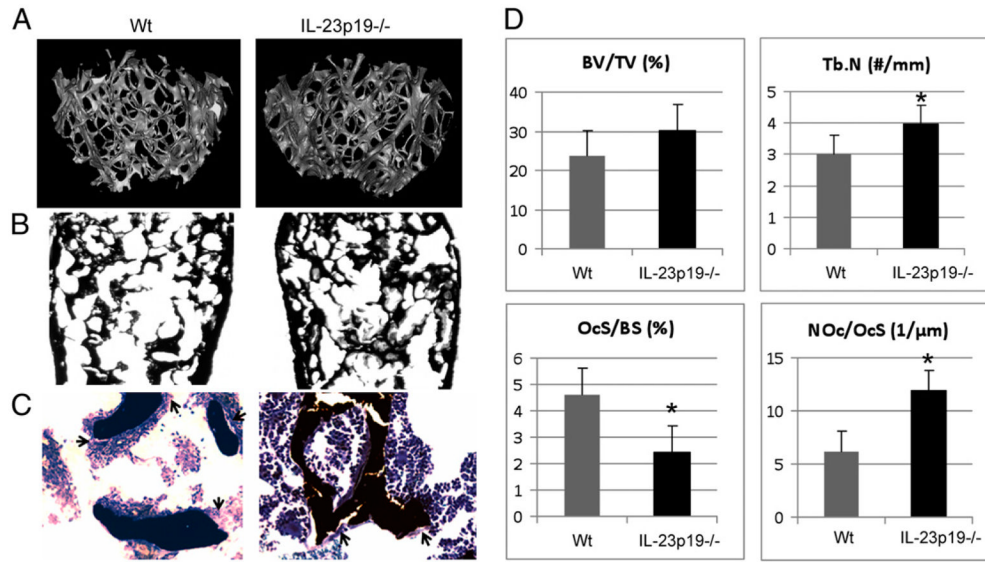 A
Wt
IL-23p19-/-
B
C
D
BV/TV (%)
40
30
20
10
0
Wt
IL-23p19-/-
Tb.N (#/mm)
5
4
3
2
1
0
*
Wt
IL-23p19-/-
OcS/BS (%)
6
5
4
3
2
1
0
*
Wt
IL-23p19-/-
NOc/OcS (1/µm)
15
10
5
0
*
Wt
IL-23p19-/-